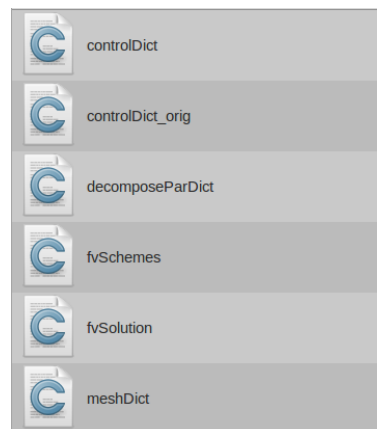 controlDict
controlDict_orig
decomposeParDict
fvSchemes
fvSolution
meshDict